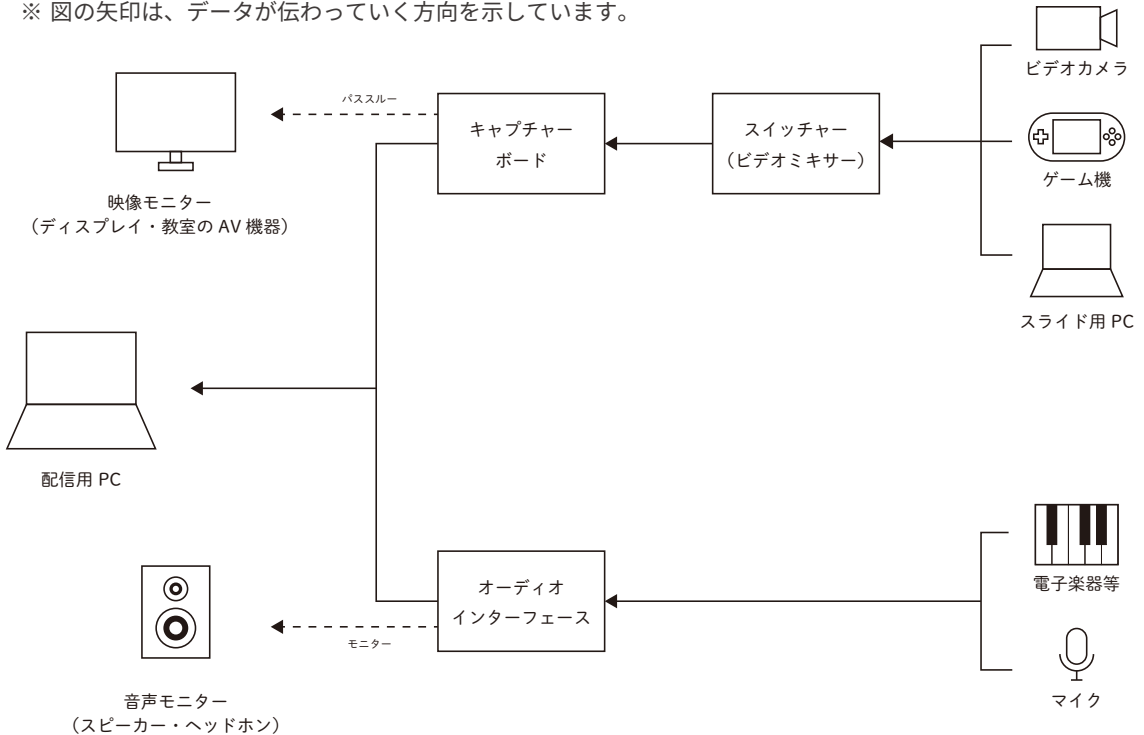 ※ 図の矢印は、データが伝わっていく方向を示しています。
ビデオカメラ
パススルー
キャプチャー
ボード
スイッチャー
（ビデオミキサー）
ゲーム機
映像モニター
（ディスプレイ・教室の AV 機器）
スライド用 PC
配信用 PC
オーディオ
インターフェース
電子楽器等
モニター
マイク
音声モニター
（スピーカー・ヘッドホン）